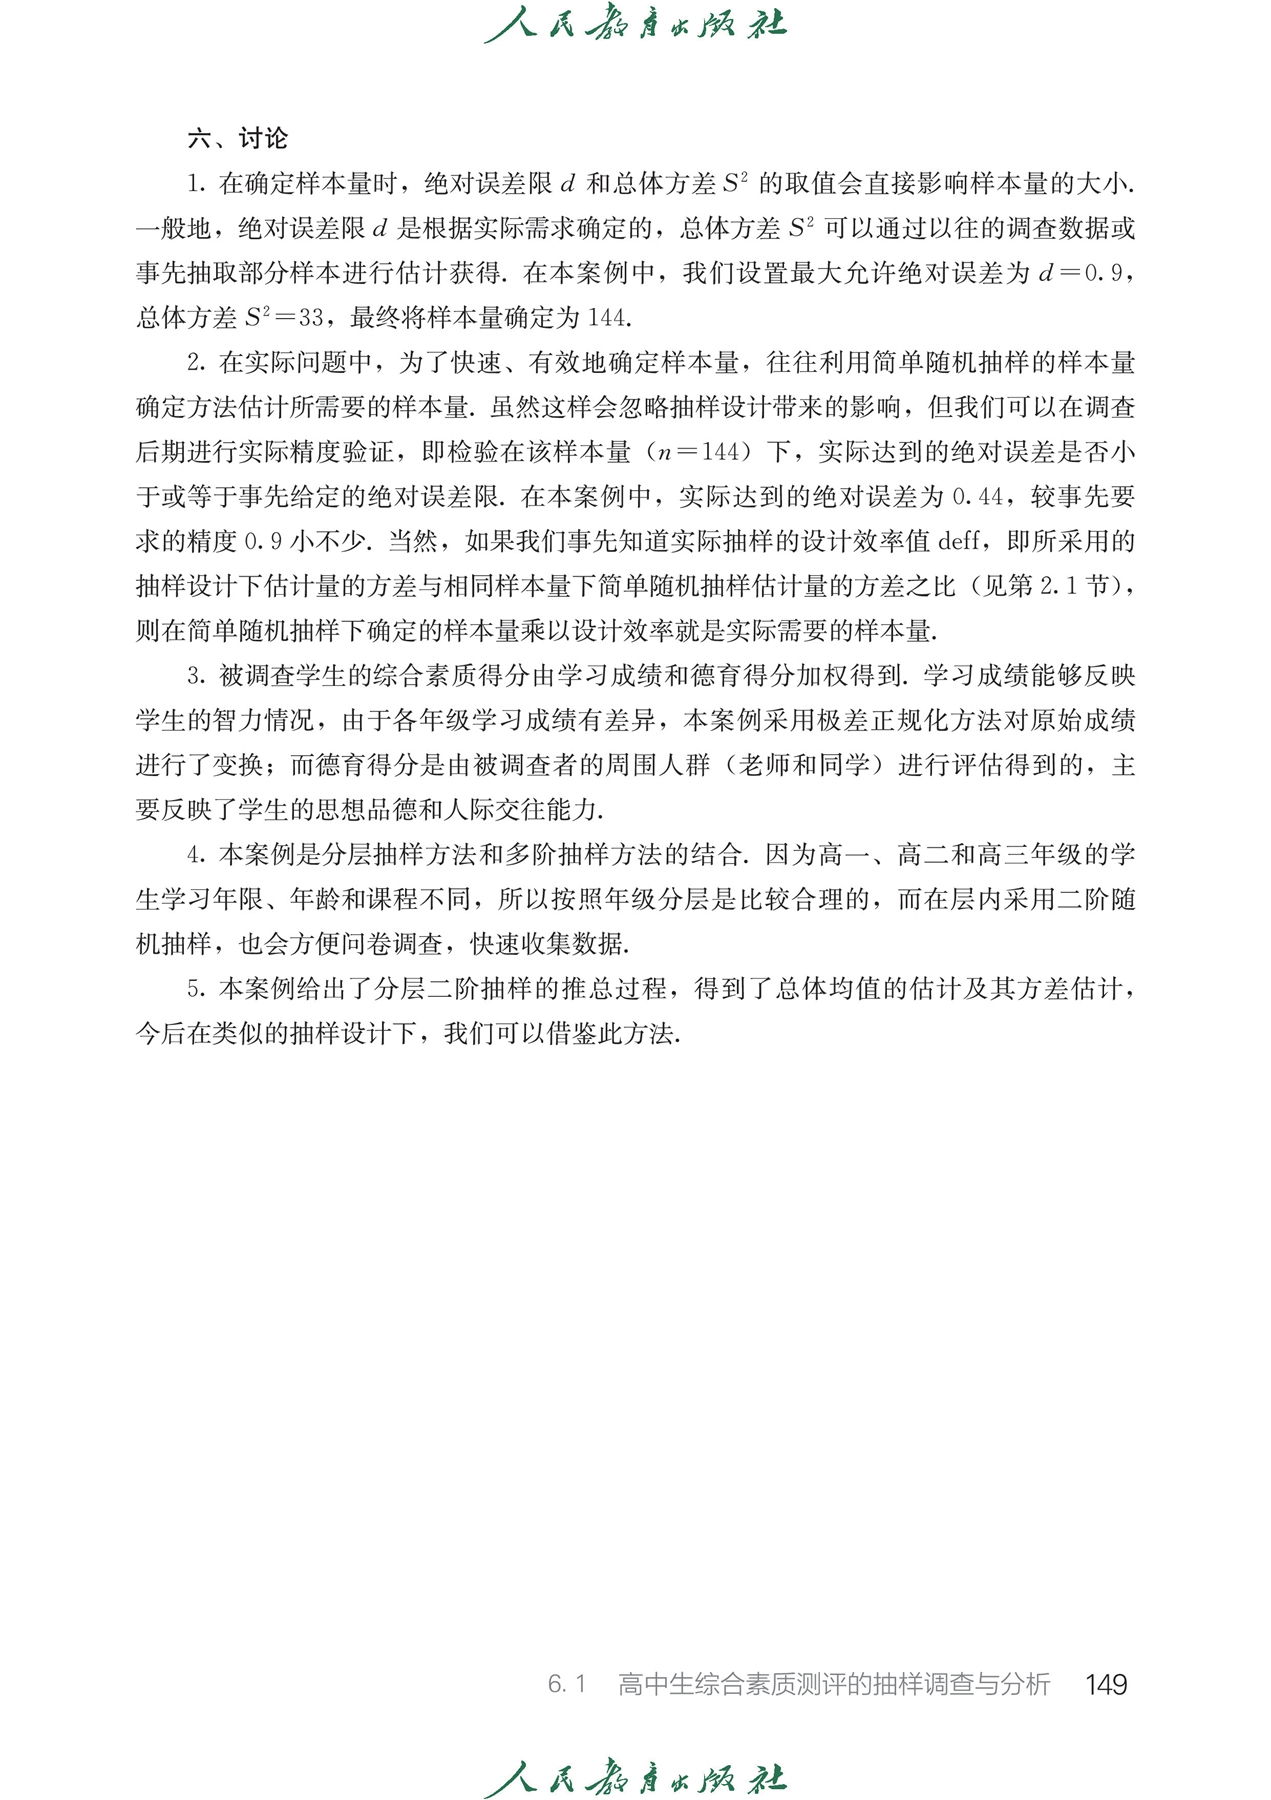 人民教育出版社
六、讨论
1. 在确定样本量时，绝对误差限 d 和总体方差 S² 的取值会直接影响样本量的大小.
一般地，绝对误差限 d 是根据实际需求确定的，总体方差 S² 可以通过以往的调查数据或
事先抽取部分样本进行估计获得. 在本案例中，我们设置最大允许绝对误差为 d＝0.9，
总体方差 S²＝33，最终将样本量确定为 144.
2. 在实际问题中，为了快速、有效地确定样本量，往往利用简单随机抽样的样本量
确定方法估计所需要的样本量. 虽然这样会忽略抽样设计带来的影响，但我们可以在调查
后期进行实际精度验证，即检验在该样本量（n＝144）下，实际达到的绝对误差是否小
于或等于事先给定的绝对误差限. 在本案例中，实际达到的绝对误差为 0.44，较事先要
求的精度 0.9 小不少. 当然，如果我们事先知道实际抽样的设计效率值 deff，即所采用的
抽样设计下估计量的方差与相同样本量下简单随机抽样估计量的方差之比（见第 2.1 节），
则在简单随机抽样下确定的样本量乘以设计效率就是实际需要的样本量.
3. 被调查学生的综合素质得分由学习成绩和德育得分加权得到. 学习成绩能够反映
学生的智力情况，由于各年级学习成绩有差异，本案例采用极差正规化方法对原始成绩
进行了变换；而德育得分是由被调查者的周围人群（老师和同学）进行评估得到的，主
要反映了学生的思想品德和人际交往能力.
4. 本案例是分层抽样方法和多阶抽样方法的结合. 因为高一、高二和高三年级的学
生学习年限、年龄和课程不同，所以按照年级分层是比较合理的，而在层内采用二阶随
机抽样，也会方便问卷调查，快速收集数据.
5. 本案例给出了分层二阶抽样的推总过程，得到了总体均值的估计及其方差估计，
今后在类似的抽样设计下，我们可以借鉴此方法.
6.1 高中生综合素质测评的抽样调查与分析 149
人民教育出版社